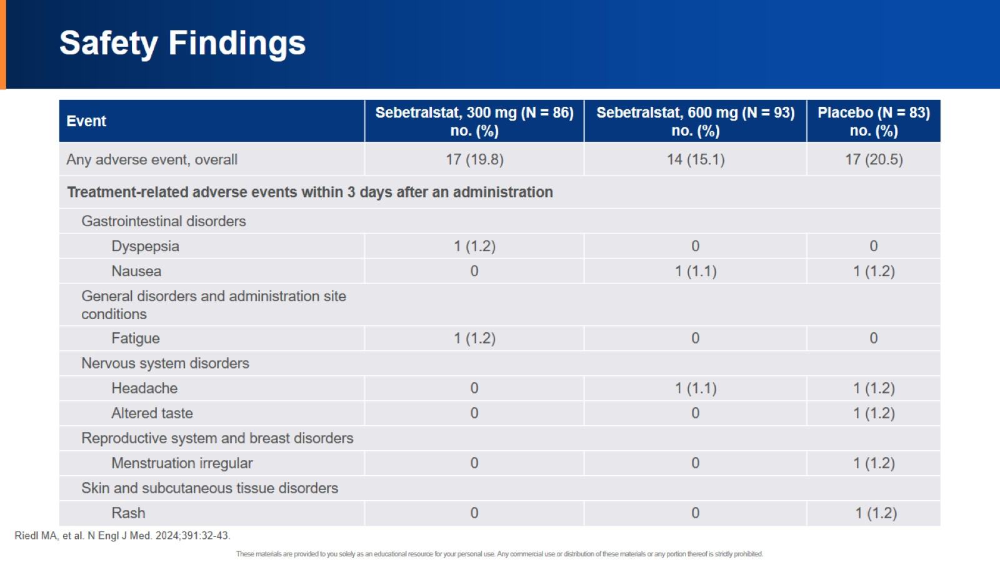 Safety Findings
Event
Sebetralstat, 300 mg (N = 86)
no. (%)
Sebetralstat, 600 mg (N = 93)
no. (%)
Placebo (N = 83)
no. (%)
Any adverse event, overall 17 (19.8) 14 (15.1) 17 (20.5)
Treatment-related adverse events within 3 days after an administration
Gastrointestinal disorders
Dyspepsia 1 (1.2) 0 0
Nausea 0 1 (1.1) 1 (1.2)
General disorders and administration site
conditions
Fatigue 1 (1.2) 0 0
Nervous system disorders
Headache 0 1 (1.1) 1 (1.2)
Altered taste 0 0 1 (1.2)
Reproductive system and breast disorders
Menstruation irregular 0 0 1 (1.2)
Skin and subcutaneous tissue disorders
Rash 0 0 1 (1.2)
Riedl MA, et al. N Engl J Med. 2024;391:32-43.
These materials are provided to you solely as an educational resource for your personal use. Any commercial use or distribution of these materials or any portion thereof is strictly prohibited.